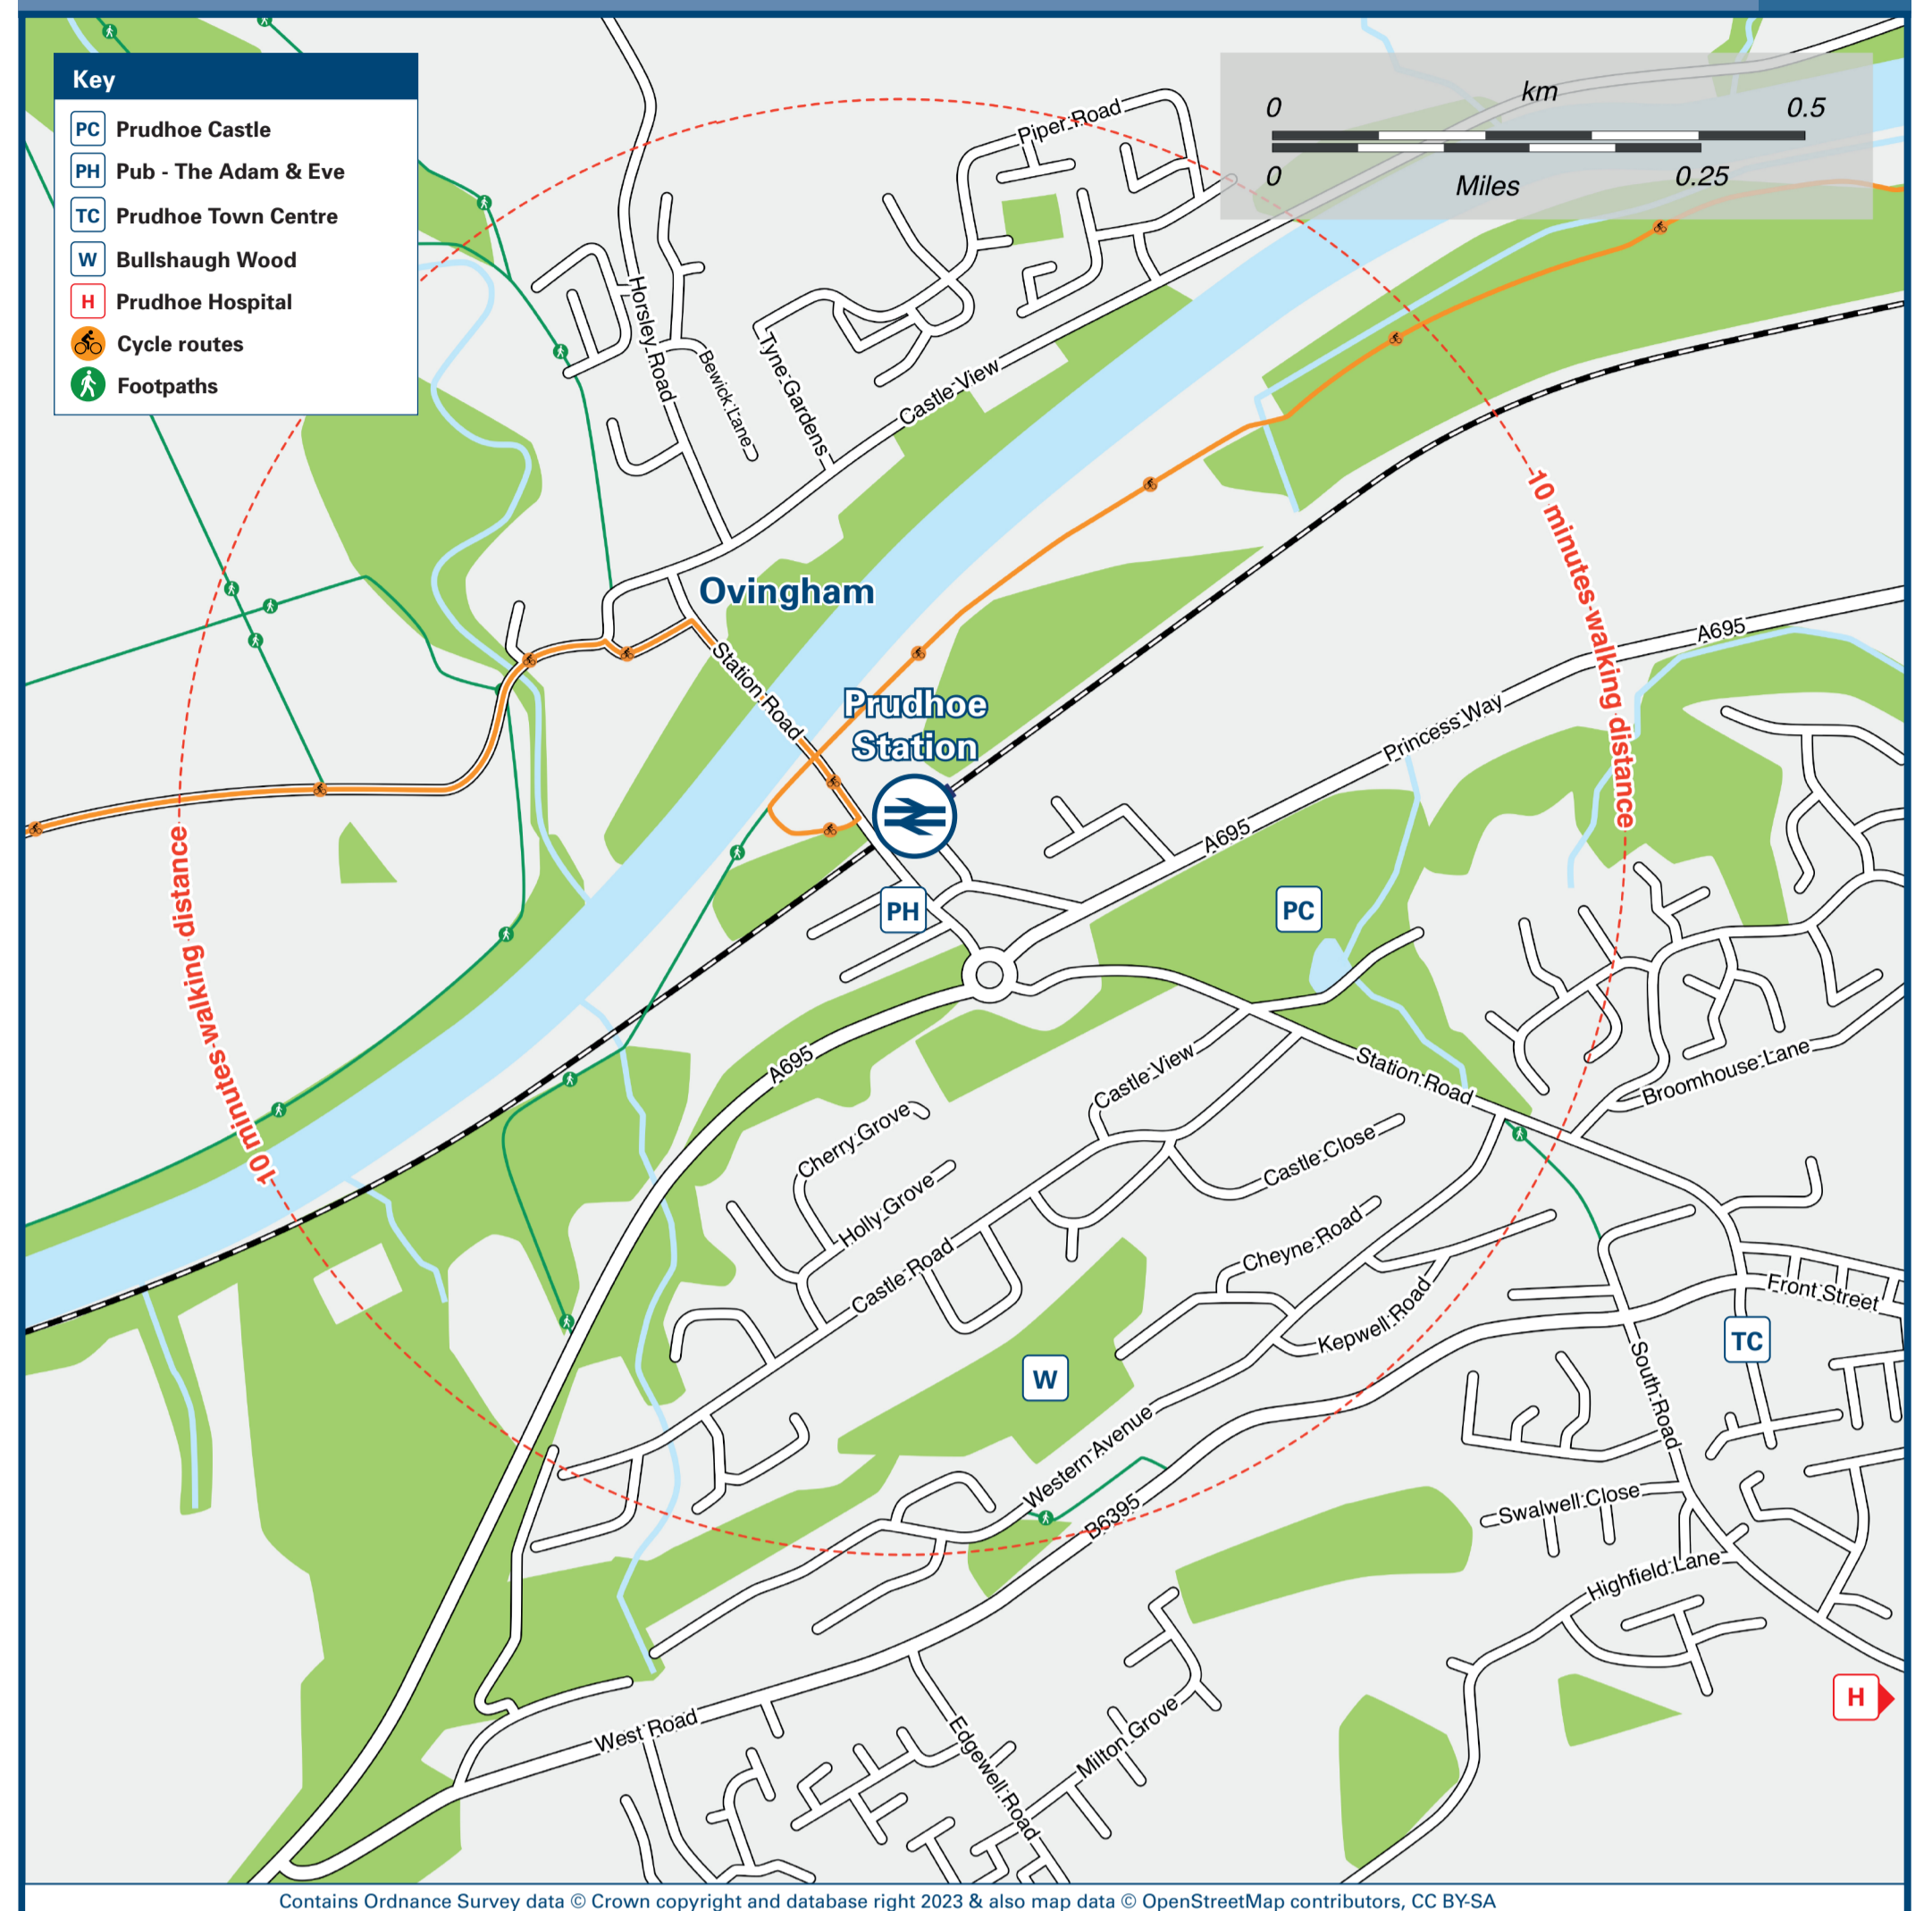 Key
PC Prudhoe Castle
PH Pub - The Adam & Eve
TC Prudhoe Town Centre
W Bullshaugh Wood
H Prudhoe Hospital
Cycle routes
Footpaths
km
0 0.5
0 Miles 0.25
Piper Road
Horsley Road
Bewick Lane
Tyne Gardens
Castle View
10 minutes walking distance
Ovingham
Station Road
Prudhoe
Station
A695
Princess Way
A695
PH
PC
10 minutes walking distance
A695
Castle View
Station Road
Broomhouse Lane
Cherry Grove
Castle Close
Holly Grove
Cheyne Road
Castle Road
Kepwell Road
Front Street
TC
W
South Road
Western Avenue
B6395
Swalwell Close
Highfield Lane
H
West Road
Edgewell Road
Milton Grove
Contains Ordnance Survey data © Crown copyright and database right 2023 & also map data © OpenStreetMap contributors, CC BY-SA